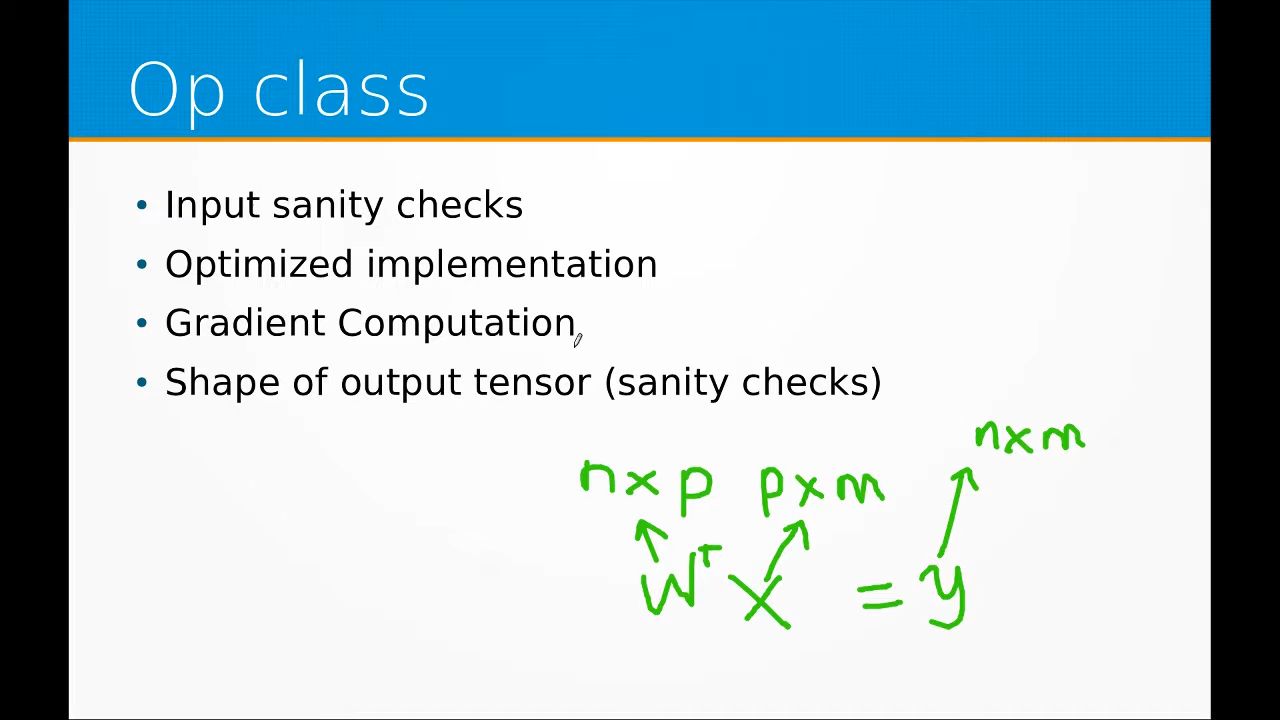 Op class
• Input sanity checks
• Optimized implementation
• Gradient Computation
• Shape of output tensor (sanity checks)
n x m
n x p p x m
Wᵀ X = y